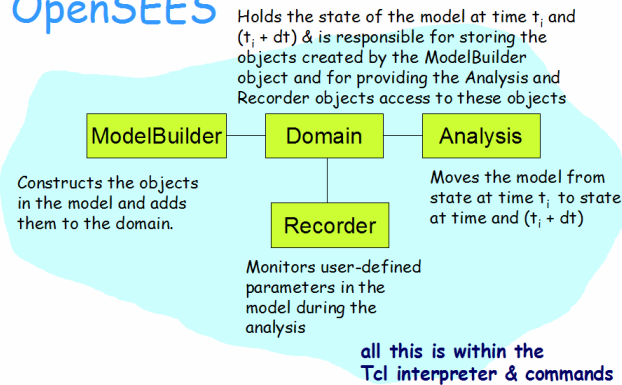 OpenSEES
Holds the state of the model at time ti and
(ti + dt) & is responsible for storing the
objects created by the ModelBuilder
object and for providing the Analysis and
Recorder objects access to these objects
ModelBuilder
Domain
Analysis
Constructs the objects
in the model and adds
them to the domain.
Moves the model from
state at time ti to state
at time and (ti + dt)
Recorder
Monitors user-defined
parameters in the
model during the
analysis
all this is within the
Tcl interpreter & commands